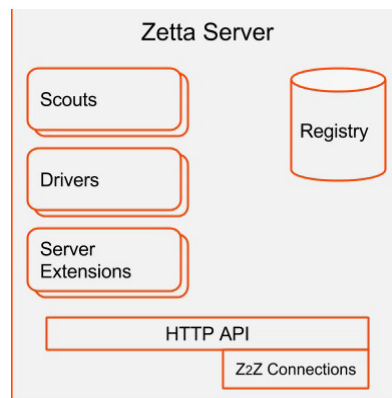 Zetta Server
Scouts
Registry
Drivers
Server
Extensions
HTTP API
Z2Z Connections